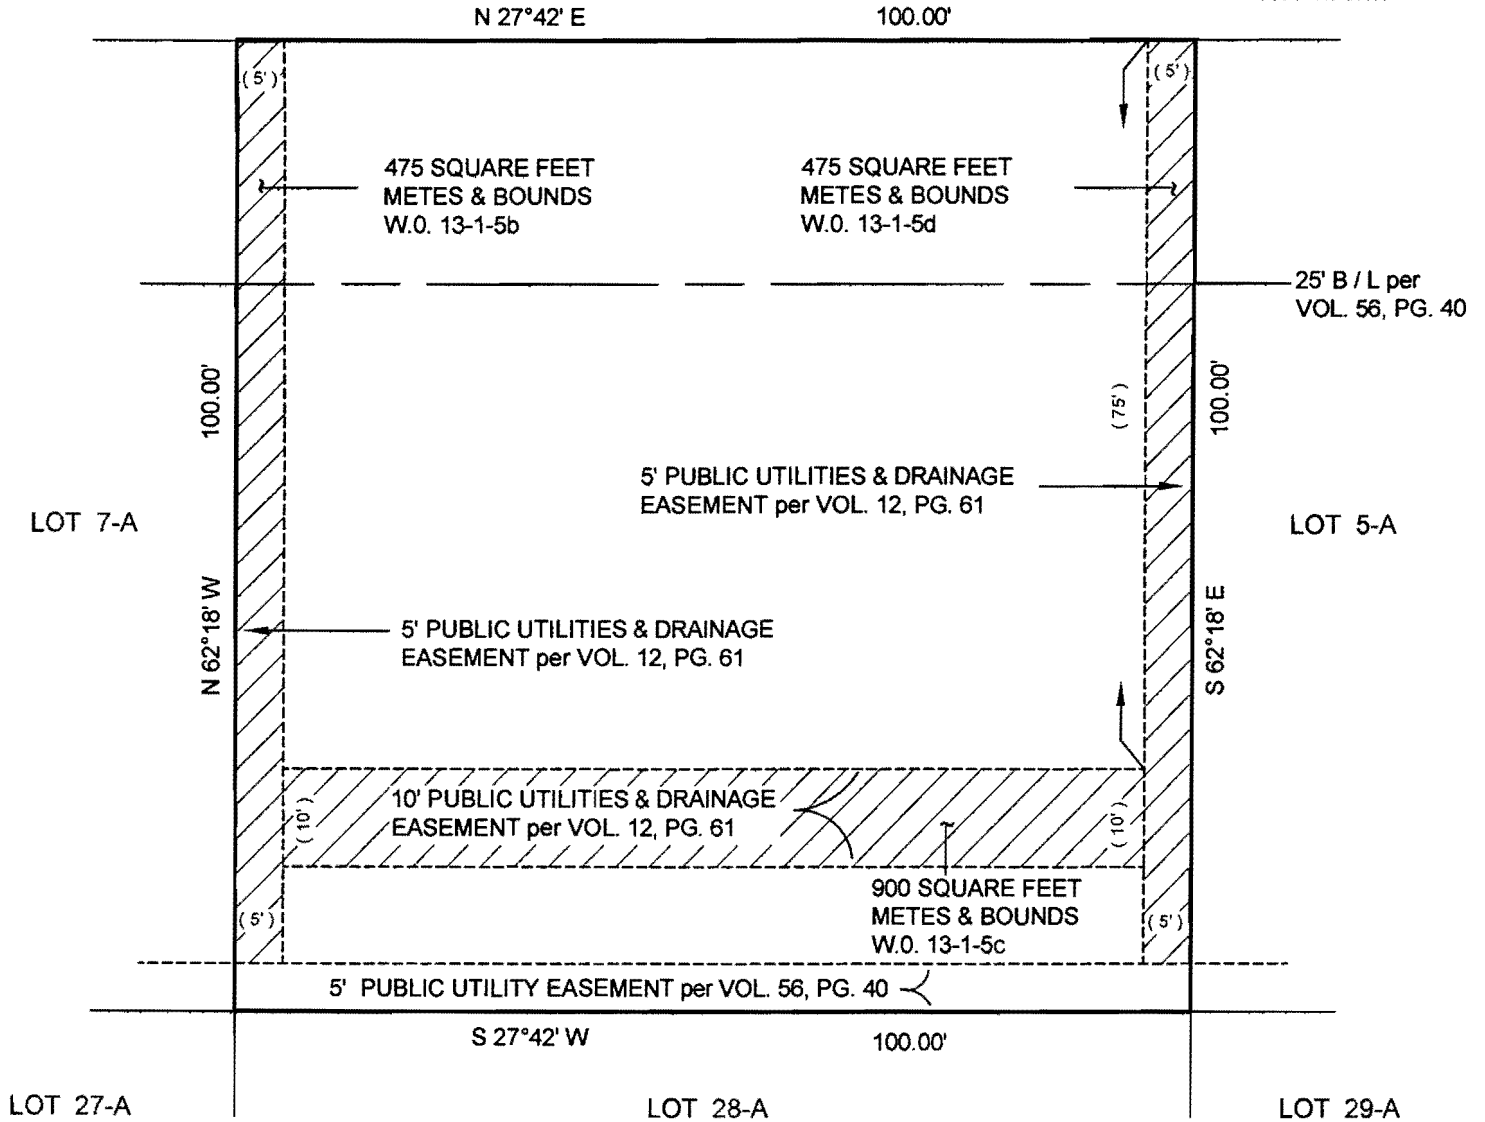 N 27°42' E 100.00'
(5') (5')
475 SQUARE FEET
METES & BOUNDS
W.O. 13-1-5b
475 SQUARE FEET
METES & BOUNDS
W.O. 13-1-5d
25' B / L per
VOL. 56, PG. 40
100.00'
(75')
100.00'
5' PUBLIC UTILITIES & DRAINAGE
EASEMENT per VOL. 12, PG. 61
LOT 7-A
LOT 5-A
N 62°18' W
5' PUBLIC UTILITIES & DRAINAGE
EASEMENT per VOL. 12, PG. 61
S 62°18' E
(10')
10' PUBLIC UTILITIES & DRAINAGE
EASEMENT per VOL. 12, PG. 61
(10')
900 SQUARE FEET
METES & BOUNDS
W.O. 13-1-5c
(5') (5')
5' PUBLIC UTILITY EASEMENT per VOL. 56, PG. 40
S 27°42' W 100.00'
LOT 27-A LOT 28-A LOT 29-A